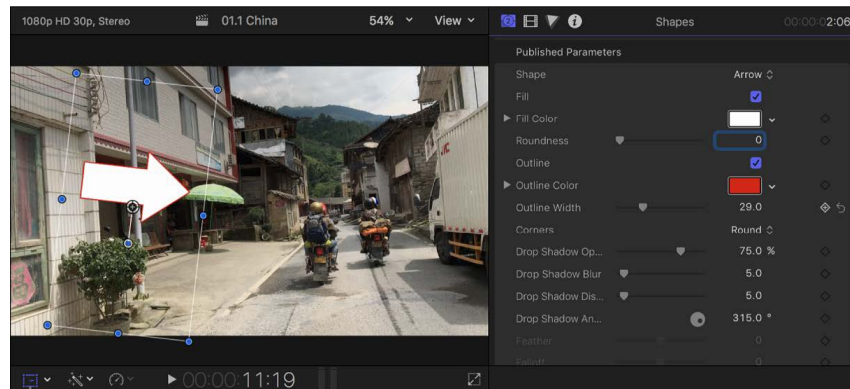 1080p HD 30p, Stereo
01.1 China
54%
View
Shapes
00:00:02:06
Published Parameters
Shape
Arrow
Fill
Fill Color
Roundness
0
Outline
Outline Color
Outline Width
29.0
Corners
Round
Drop Shadow Op...
75.0 %
Drop Shadow Blur
5.0
Drop Shadow Dis...
5.0
Drop Shadow An...
315.0 °
Feather
0
Falloff
0
00:00:11:19